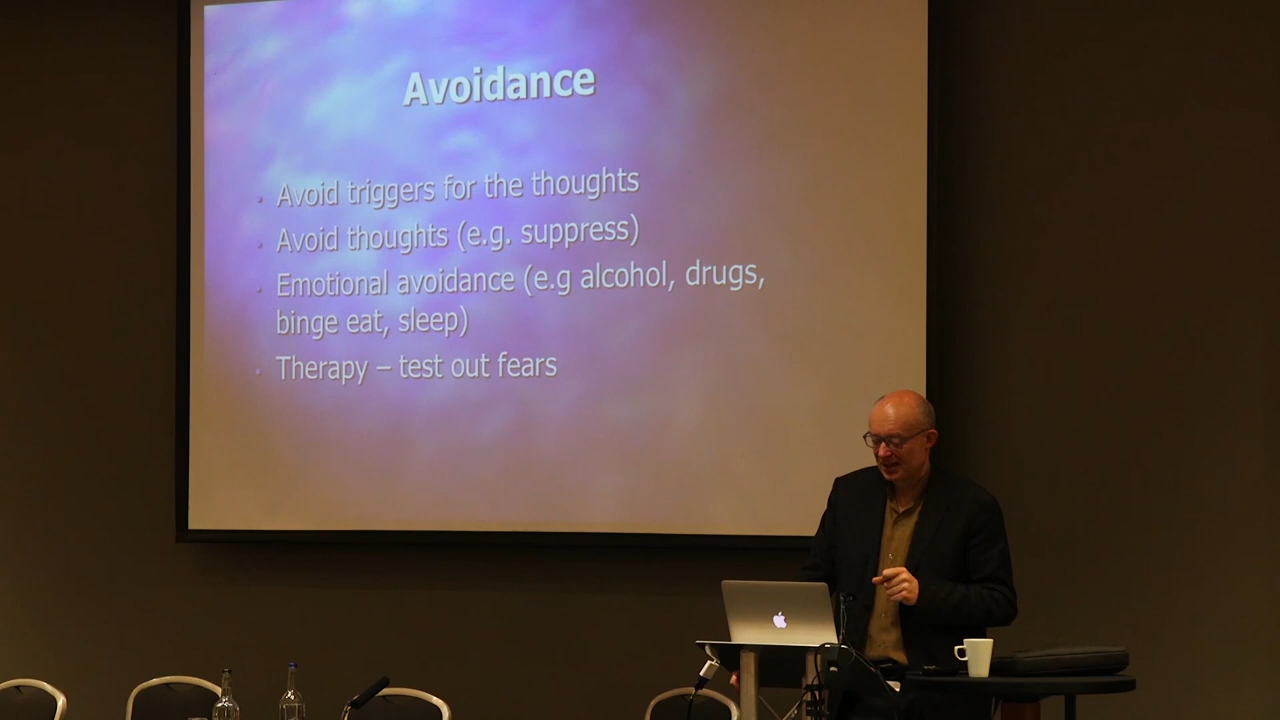 Avoidance
Avoid triggers for the thoughts
Avoid thoughts (e.g. suppress)
Emotional avoidance (e.g alcohol, drugs,
binge eat, sleep)
Therapy – test out fears